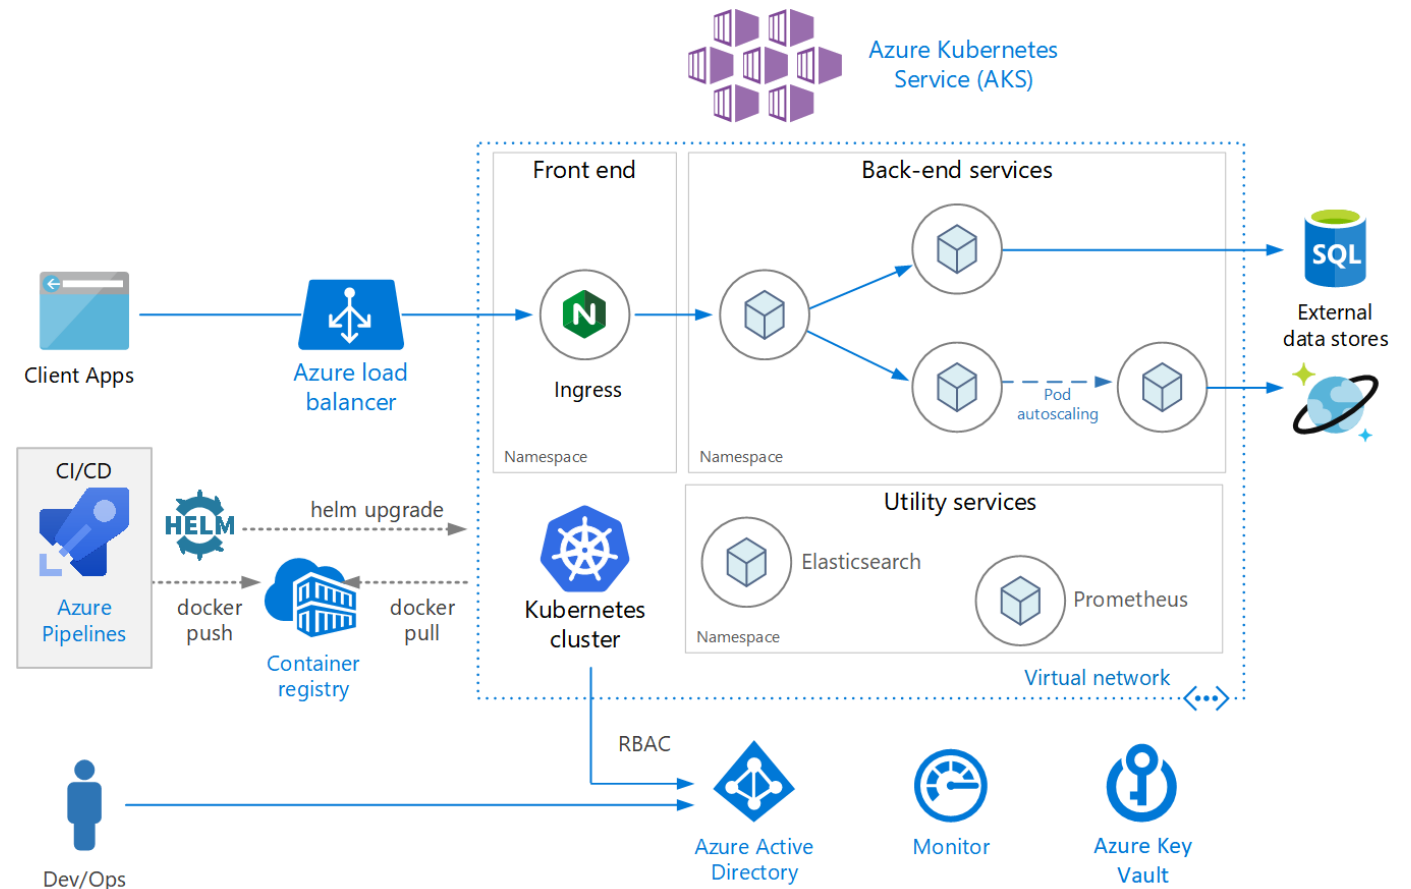 Azure Kubernetes
Service (AKS)
Front end
Back-end services
SQL
External
data stores
Client Apps
Azure load
balancer
N
Ingress
Pod
autoscaling
Namespace
Namespace
CI/CD
HELM
helm upgrade
Utility services
Elasticsearch
Prometheus
Azure
Pipelines
docker
push
docker
pull
Kubernetes
cluster
Namespace
Container
registry
Virtual network
RBAC
Azure Active
Directory
Monitor
Azure Key
Vault
Dev/Ops